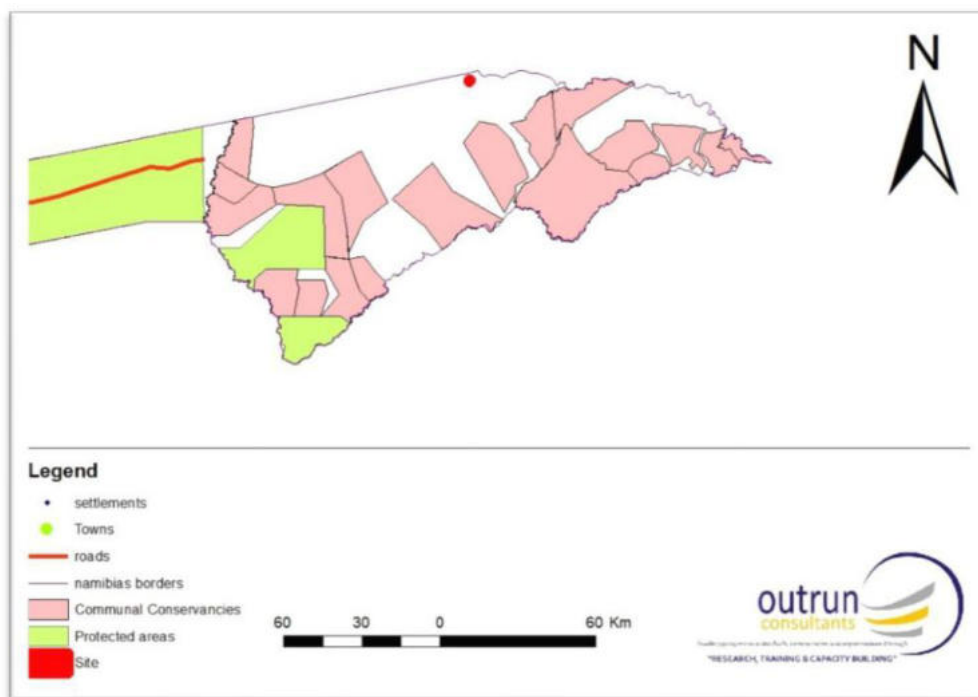 N
Legend
settlements
Towns
roads
namibias borders
Communal Conservancies
Protected areas
Site
60 30 0 60 Km
outrun
consultants
"RESEARCH, TRAINING & CAPACITY BUILDING"